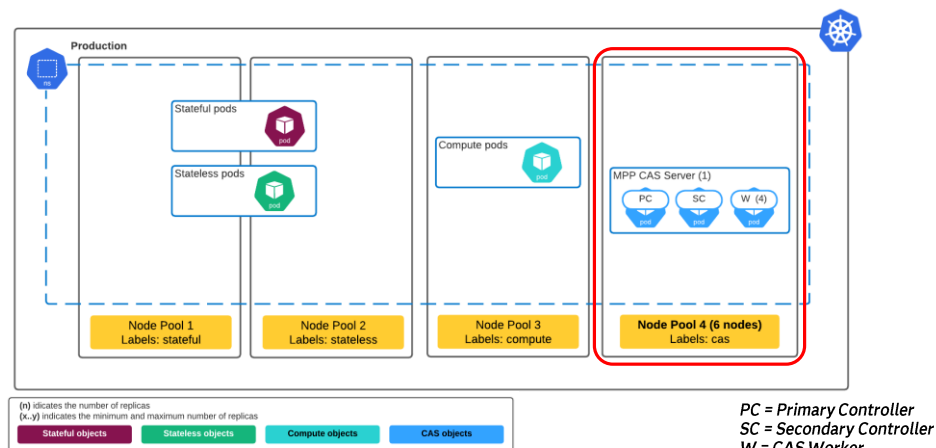 Production
ns
Stateful pods
pod
Stateless pods
pod
Compute pods
pod
MPP CAS Server (1)
PC
SC
W (4)
pod
pod
pod
Node Pool 1
Labels: stateful
Node Pool 2
Labels: stateless
Node Pool 3
Labels: compute
Node Pool 4 (6 nodes)
Labels: cas
(n) idicates the number of replicas
(x..y) indicates the minimum and maximum number of replicas
Stateful objects
Stateless objects
Compute objects
CAS objects
PC = Primary Controller
SC = Secondary Controller
W = CAS Worker